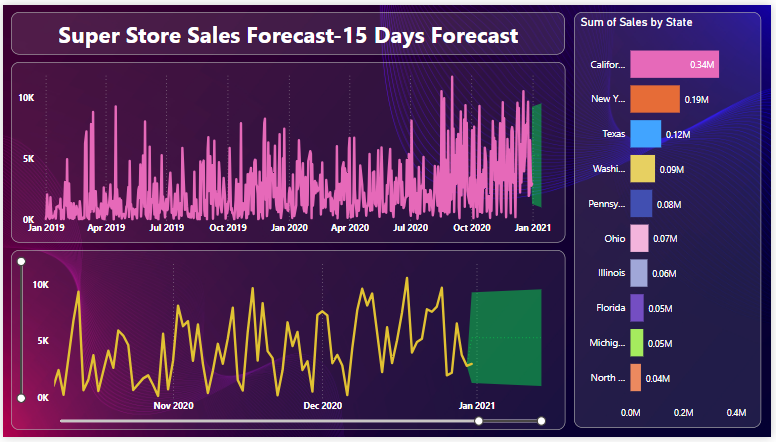 Super Store Sales Forecast-15 Days Forecast
10K
5K
0K
Jan 2019 Apr 2019 Jul 2019 Oct 2019 Jan 2020 Apr 2020 Jul 2020 Oct 2020 Jan 2021
10K
5K
0K
Nov 2020 Dec 2020 Jan 2021
Sum of Sales by State
Califor... 0.34M
New Y... 0.19M
Texas 0.12M
Washi... 0.09M
Pennsy... 0.08M
Ohio 0.07M
Illinois 0.06M
Florida 0.05M
Michig... 0.05M
North ... 0.04M
0.0M 0.2M 0.4M